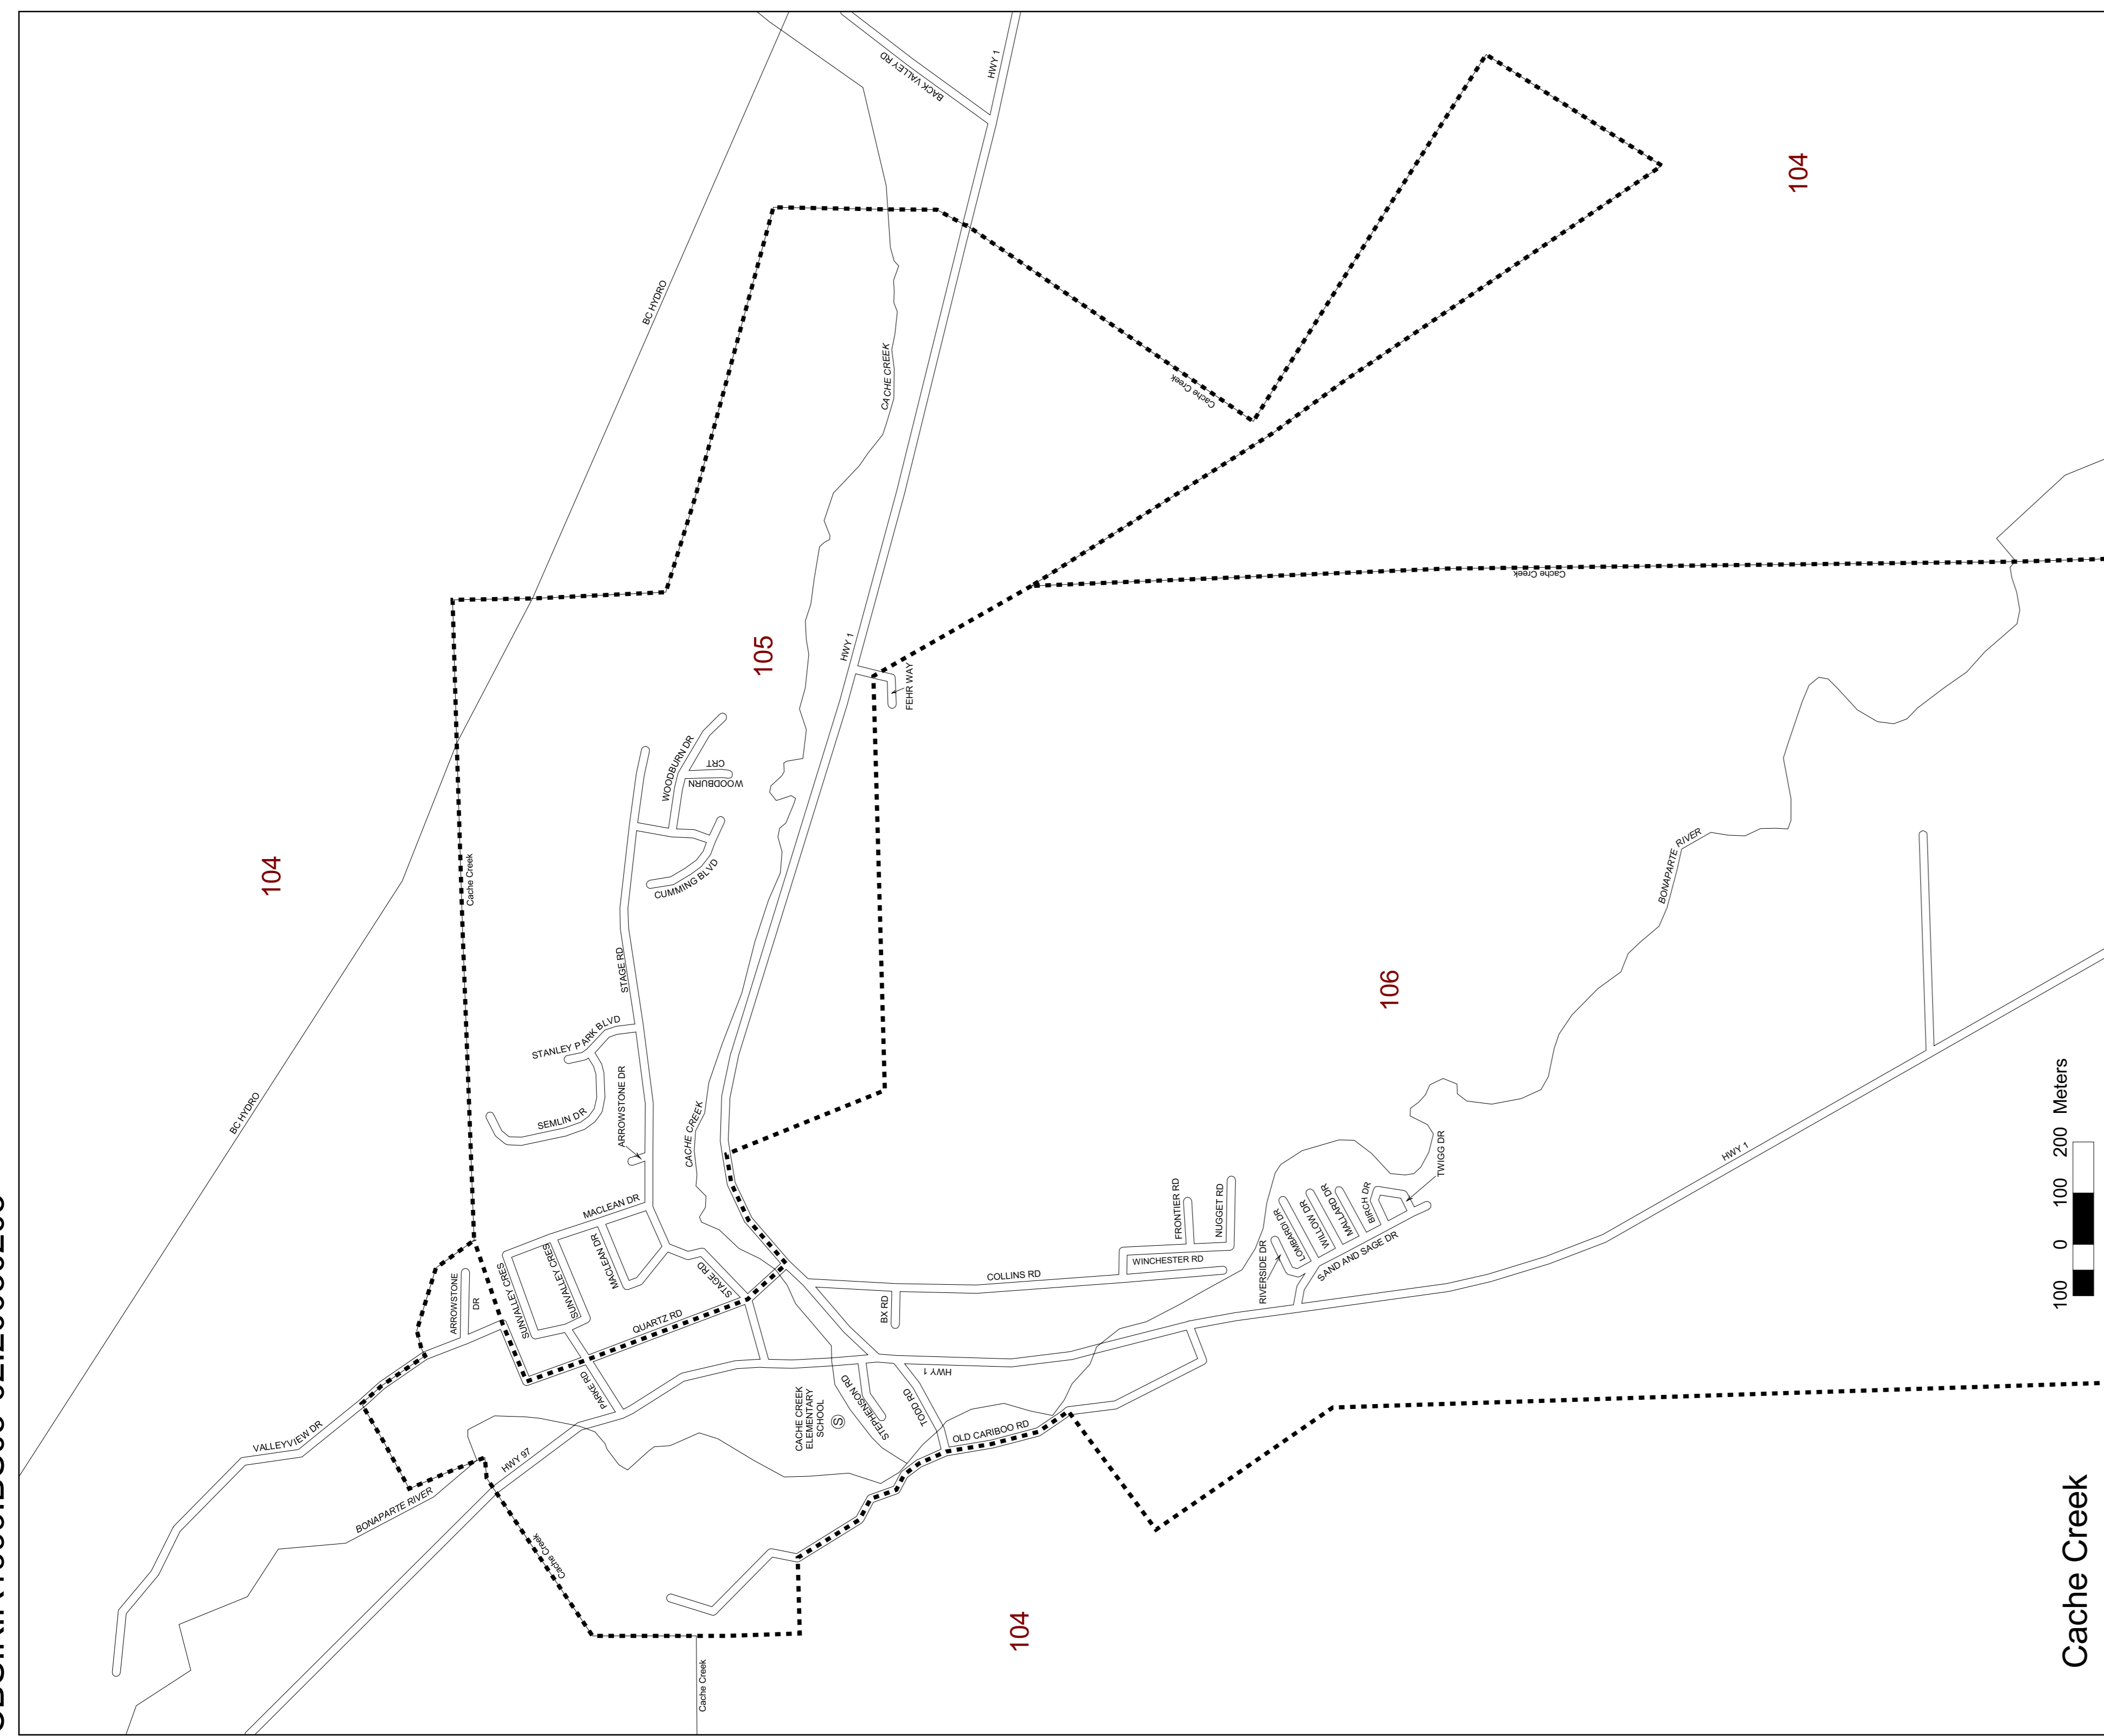 BACK VALLEY RD
HWY 1
104
BC HYDRO
CACHE CREEK
Cache Creek
Cache Creek
105
HWY 1
FEHR WAY
WOODBURN DR
WOODBURN
CRT
CUMMING BLVD
104
Cache Creek
STAGE RD
STANLEY PARK BLVD
SEMLIN DR
ARROWSTONE DR
CACHE CREEK
BC HYDRO
MACLEAN DR
MACLEAN DR
SUNVALLEY CRES
SUNVALLEY CRES
ARROWSTONE
DR
STAGE RD
QUARTZ RD
PARKE RD
VALLEYVIEW DR
HWY 97
BONAPARTE RIVER
Cache Creek
Cache Creek
CACHE CREEK
ELEMENTARY
SCHOOL
S
STEPHENSON RD
TODD RD
OLD CARIBOO RD
HWY 1
BX RD
COLLINS RD
WINCHESTER RD
FRONTIER RD
NUGGET RD
RIVERSIDE DR
LOMBARDI DR
WILLOW DR
MALLARD DR
BIRCH DR
TWIGG DR
SAND AND SAGE DR
HWY 1
BONAPARTE RIVER
106
104
100 0 100 200 Meters
Cache Creek